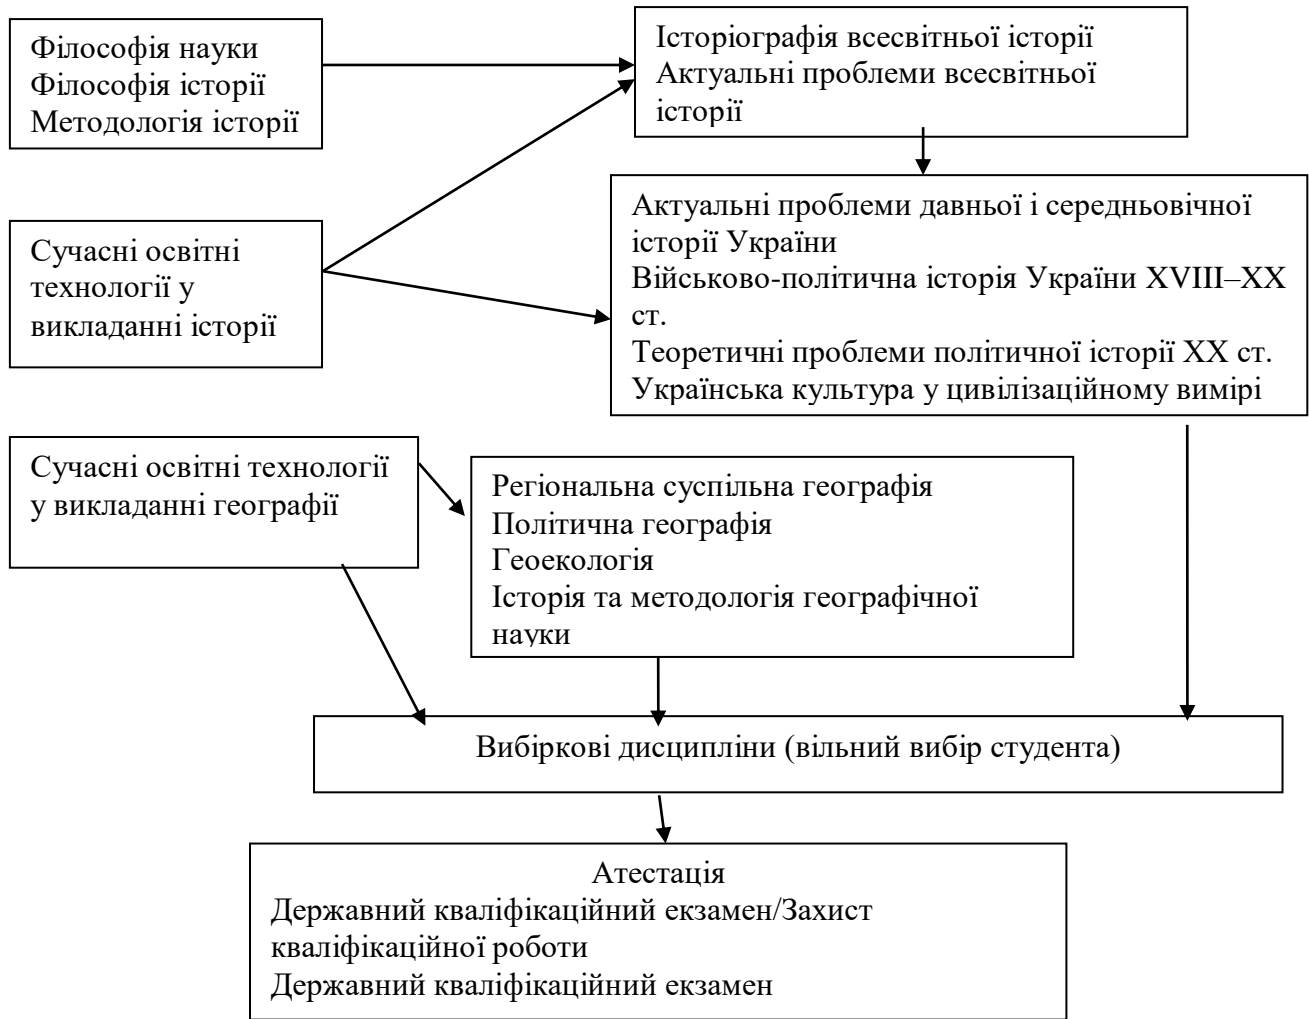 Філософія науки
Філософія історії
Методологія історії
Історіографія всесвітньої історії
Актуальні проблеми всесвітньої
історії
Сучасні освітні
технології у
викладанні історії
Актуальні проблеми давньої і середньовічної
історії України
Військово-політична історія України XVIII–XX
ст.
Теоретичні проблеми політичної історії XX ст.
Українська культура у цивілізаційному вимірі
Сучасні освітні технології
у викладанні географії
Регіональна суспільна географія
Політична географія
Геоекологія
Історія та методологія географічної
науки
Вибіркові дисципліни (вільний вибір студента)
Атестація
Державний кваліфікаційний екзамен/Захист
кваліфікаційної роботи
Державний кваліфікаційний екзамен